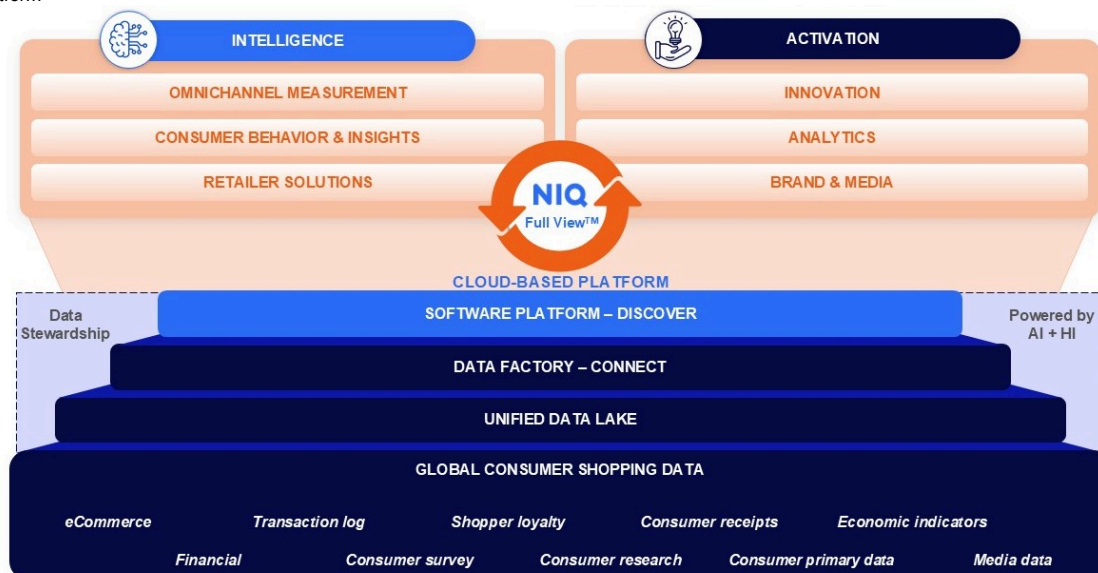 INTELLIGENCE
ACTIVATION
OMNICHANNEL MEASUREMENT
CONSUMER BEHAVIOR & INSIGHTS
RETAILER SOLUTIONS
INNOVATION
ANALYTICS
BRAND & MEDIA
NIQ
Full View™
CLOUD-BASED PLATFORM
Data
Stewardship
SOFTWARE PLATFORM – DISCOVER
Powered by
AI + HI
DATA FACTORY – CONNECT
UNIFIED DATA LAKE
GLOBAL CONSUMER SHOPPING DATA
eCommerce Transaction log Shopper loyalty Consumer receipts Economic indicators
Financial Consumer survey Consumer research Consumer primary data Media data